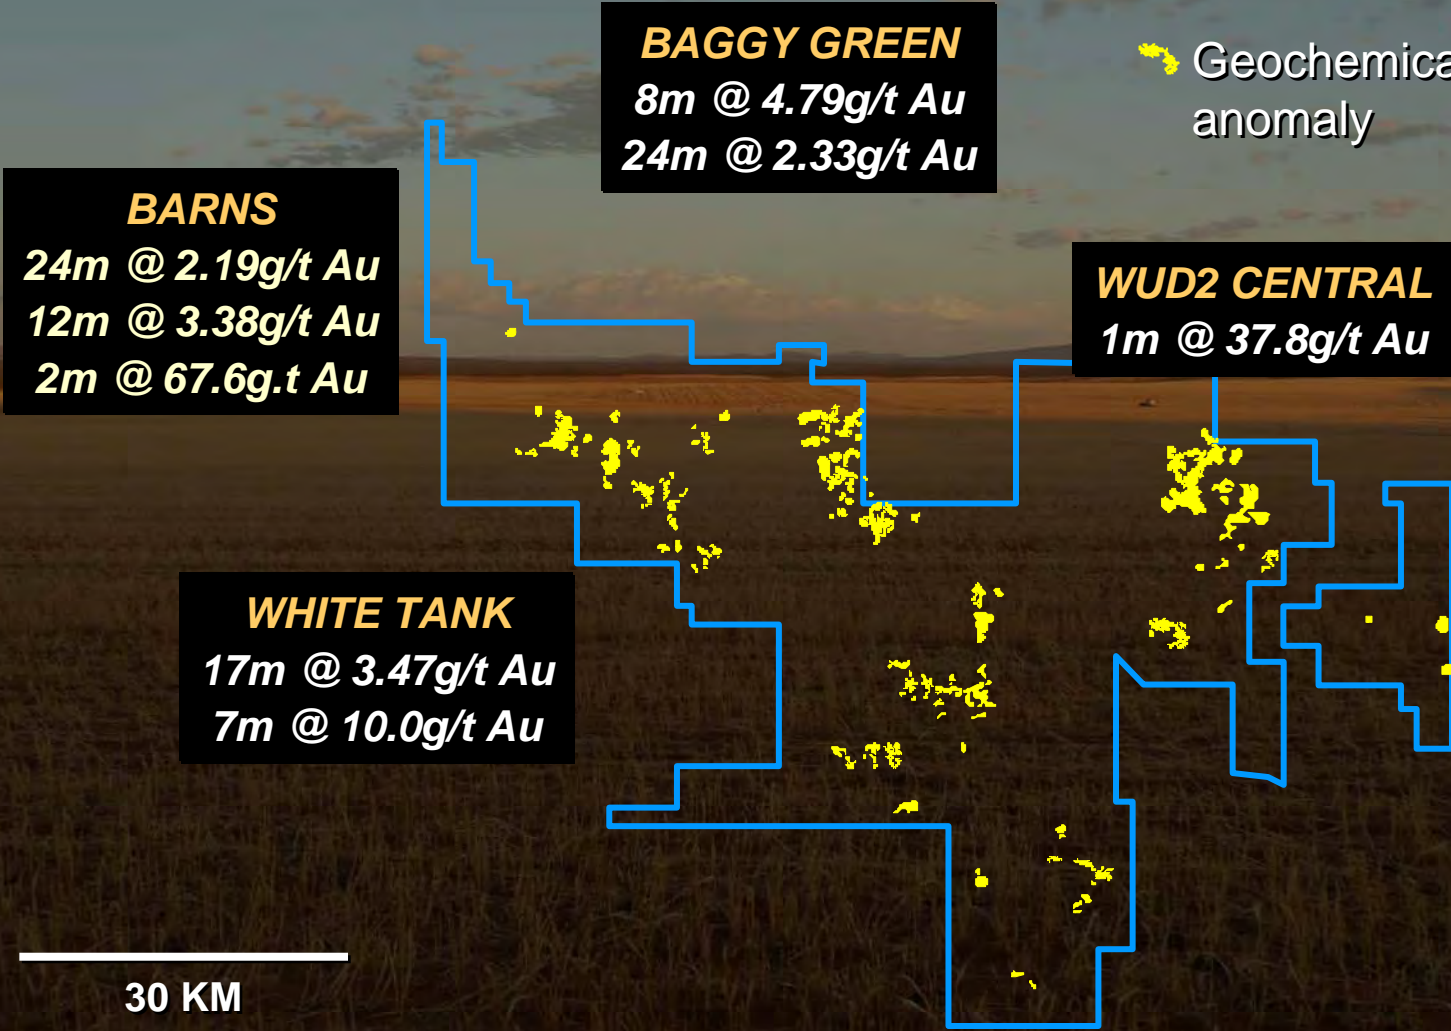 BAGGY GREEN
8m @ 4.79g/t Au
24m @ 2.33g/t Au
Geochemica
anomaly
BARNS
24m @ 2.19g/t Au
12m @ 3.38g/t Au
2m @ 67.6g.t Au
WUD2 CENTRAL
1m @ 37.8g/t Au
WHITE TANK
17m @ 3.47g/t Au
7m @ 10.0g/t Au
30 KM